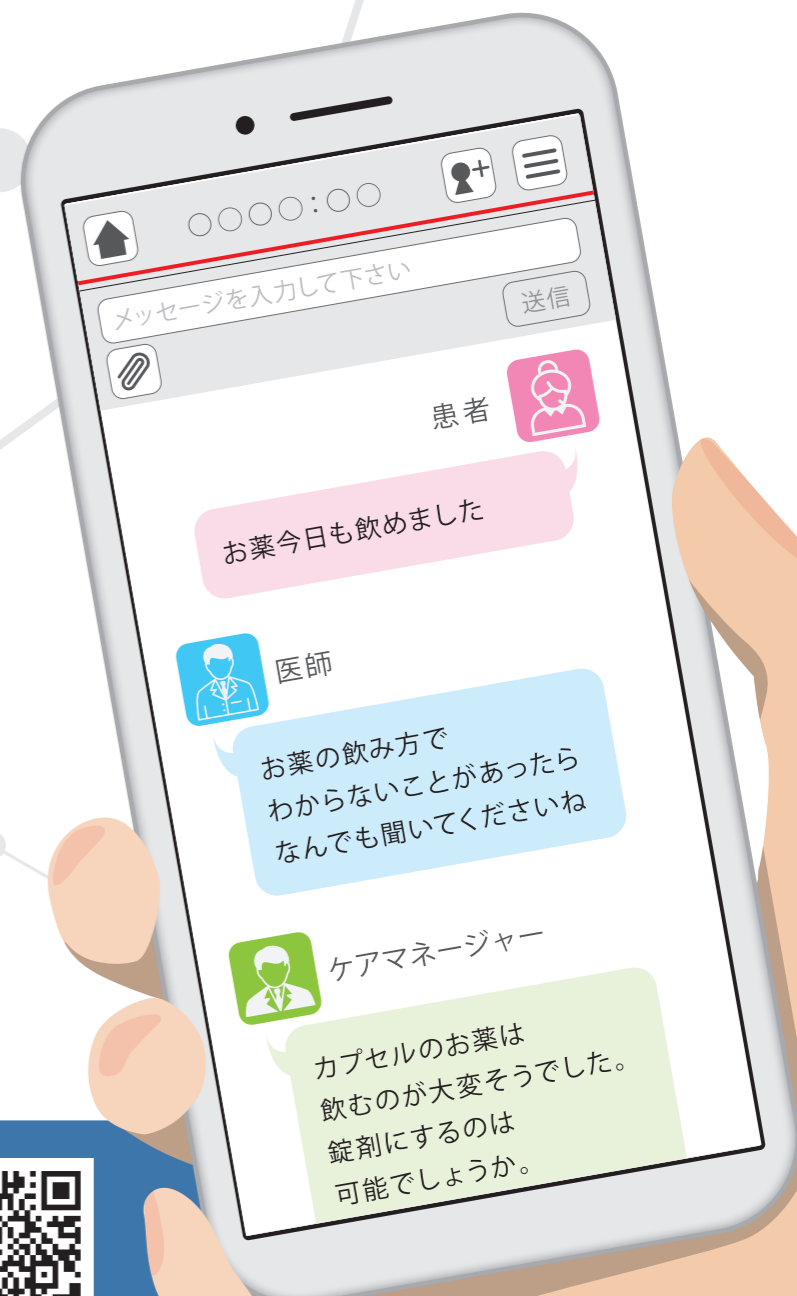 ○○○○:○○
メッセージを入力して下さい
送信
患者
お薬今日も飲めました
医師
お薬の飲み方で
わからないことがあったら
なんでも聞いてくださいね
ケアマネージャー
カプセルのお薬は
飲むのが大変そうでした。
錠剤にするのは
可能でしょうか。